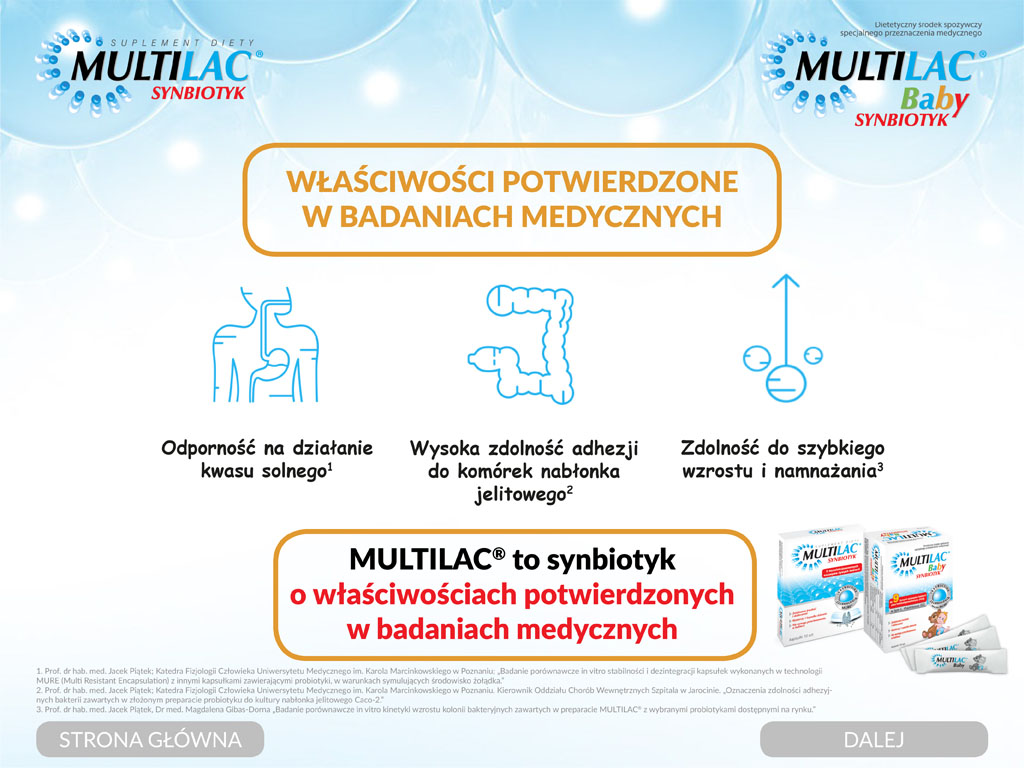 SUPLEMENT DIETY
MULTILAC®
SYNBIOTYK
Dietetyczny środek spożywczy
specjalnego przeznaczenia medycznego
MULTILAC®
Baby
SYNBIOTYK
WŁAŚCIWOŚCI POTWIERDZONE
W BADANIACH MEDYCZNYCH
Odporność na działanie
kwasu solnego¹
Wysoka zdolność adhezji
do komórek nabłonka
jelitowego²
Zdolność do szybkiego
wzrostu i namnażania³
MULTILAC® to synbiotyk
o właściwościach potwierdzonych
w badaniach medycznych
MULTILAC
SYNBIOTYK
MULTILAC
Baby
SYNBIOTYK
MULTILAC
Baby
1. Prof. dr hab. med. Jacek Piątek; Katedra Fizjologii Człowieka Uniwersytetu Medycznego im. Karola Marcinkowskiego w Poznaniu; „Badanie porównawcze in vitro stabilności i dezintegracji kapsułek wykonanych w technologii
MURE (Multi Resistant Encapsulation) z innymi kapsułkami zawierającymi probiotyki, w warunkach symulujących środowisko żołądka.”
2. Prof. dr hab. med. Jacek Piątek; Katedra Fizjologii Człowieka Uniwersytetu Medycznego im. Karola Marcinkowskiego w Poznaniu. Kierownik Oddziału Chorób Wewnętrznych Szpitala w Jarocinie. „Oznaczenia zdolności adhezyj-
nych bakterii zawartych w złożonym preparacie probiotyku do kultury nabłonka jelitowego Caco-2.”
3. Prof. dr hab. med. Jacek Piątek, Dr med. Magdalena Gibas-Dorna „Badanie porównawcze in vitro kinetyki wzrostu kolonii bakteryjnych zawartych w preparacie MULTILAC® z wybranymi probiotykami dostępnymi na rynku.”
STRONA GŁÓWNA
DALEJ